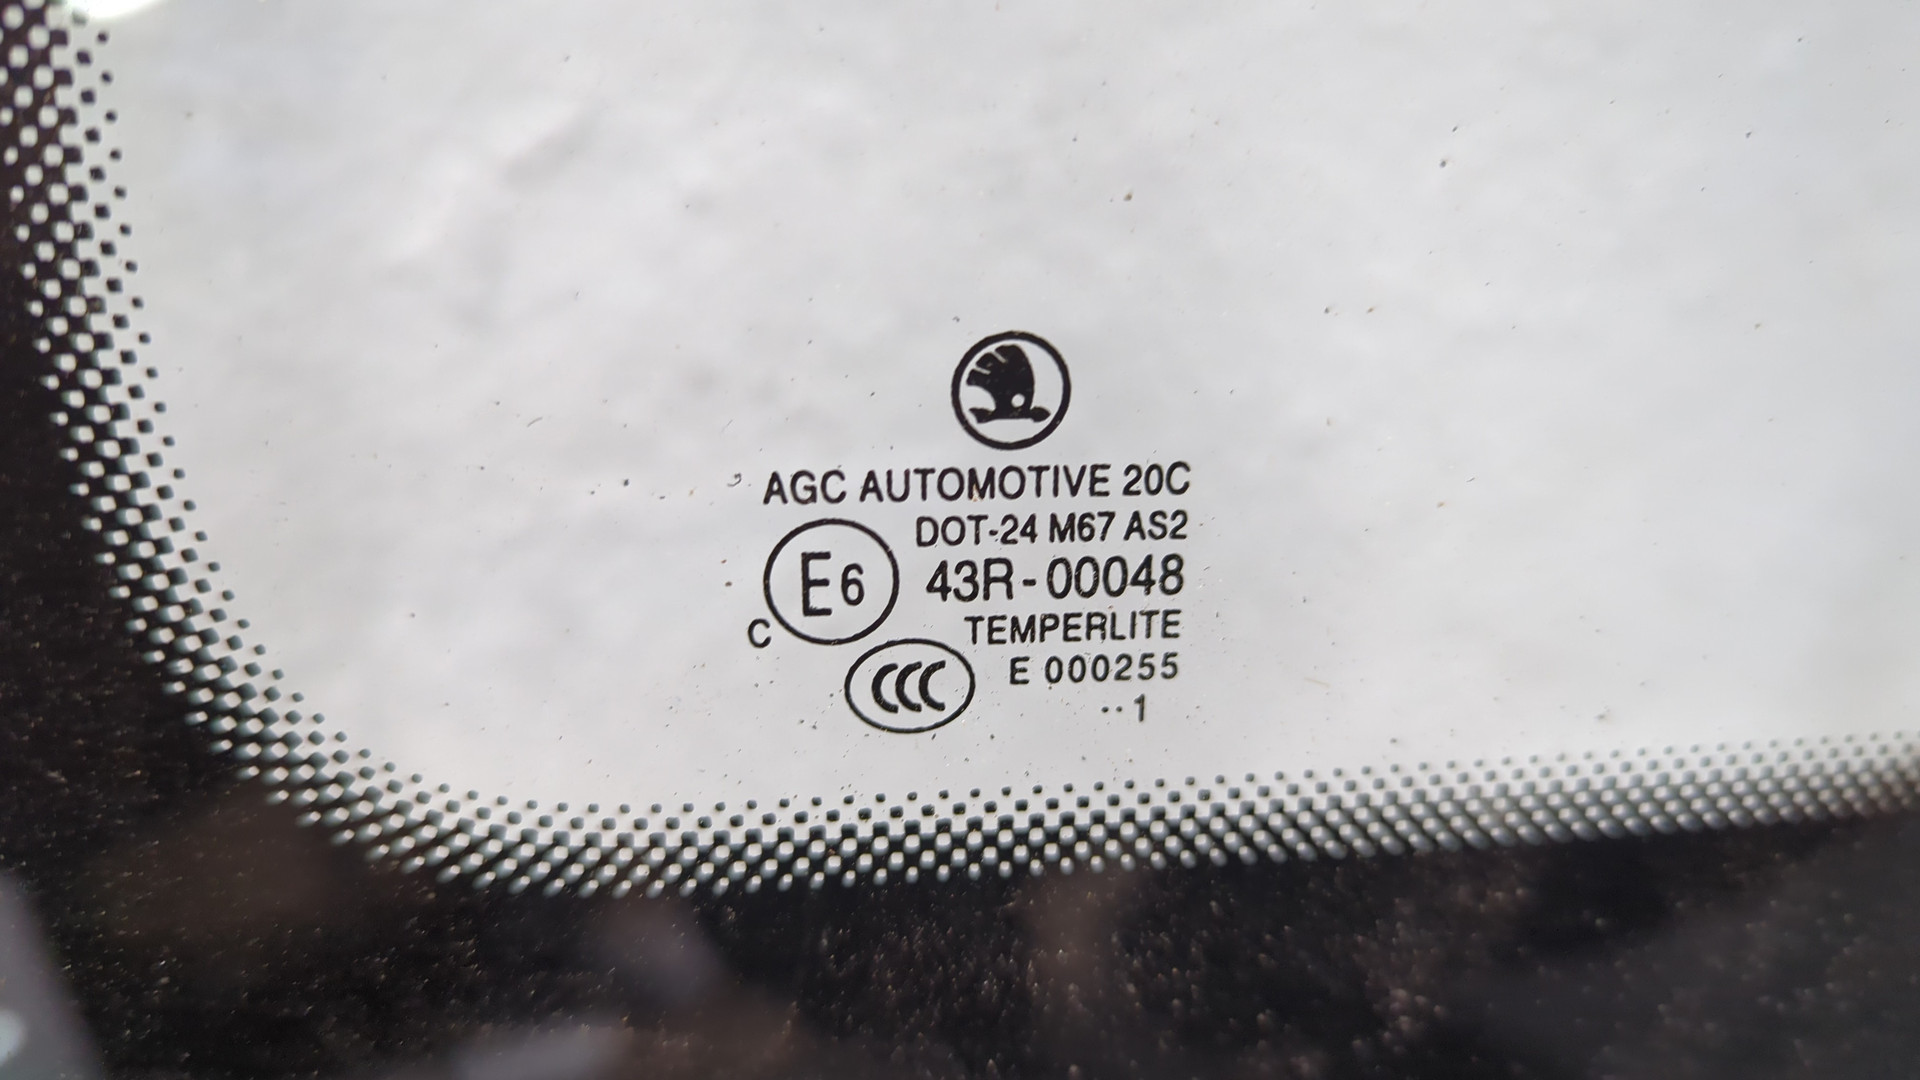 AGC AUTOMOTIVE 20C
DOT-24 M67 AS2
E6 43R-00048
C TEMPERLITE
CCC E 000255
··1